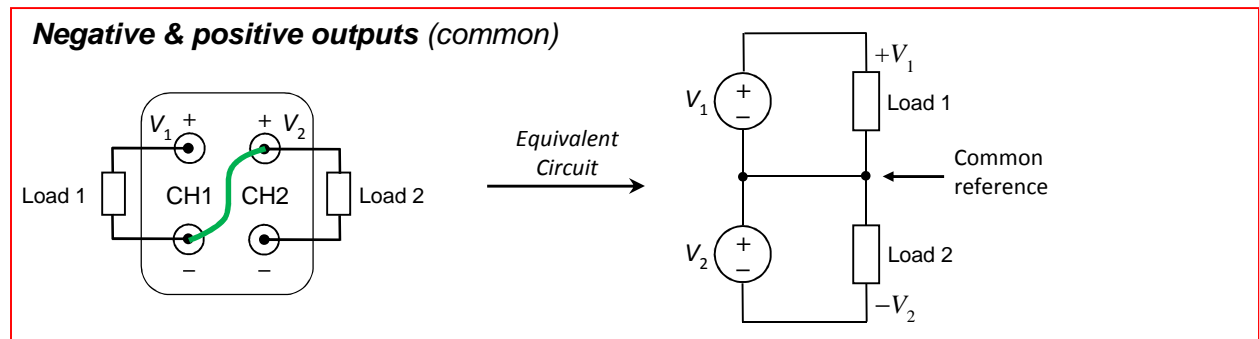 Negative & positive outputs (common)
V1 + + V2
Load 1 CH1 CH2 Load 2
− −
Equivalent
Circuit
+V1
V1 + − Load 1
Common
reference
V2 + − Load 2
−V2